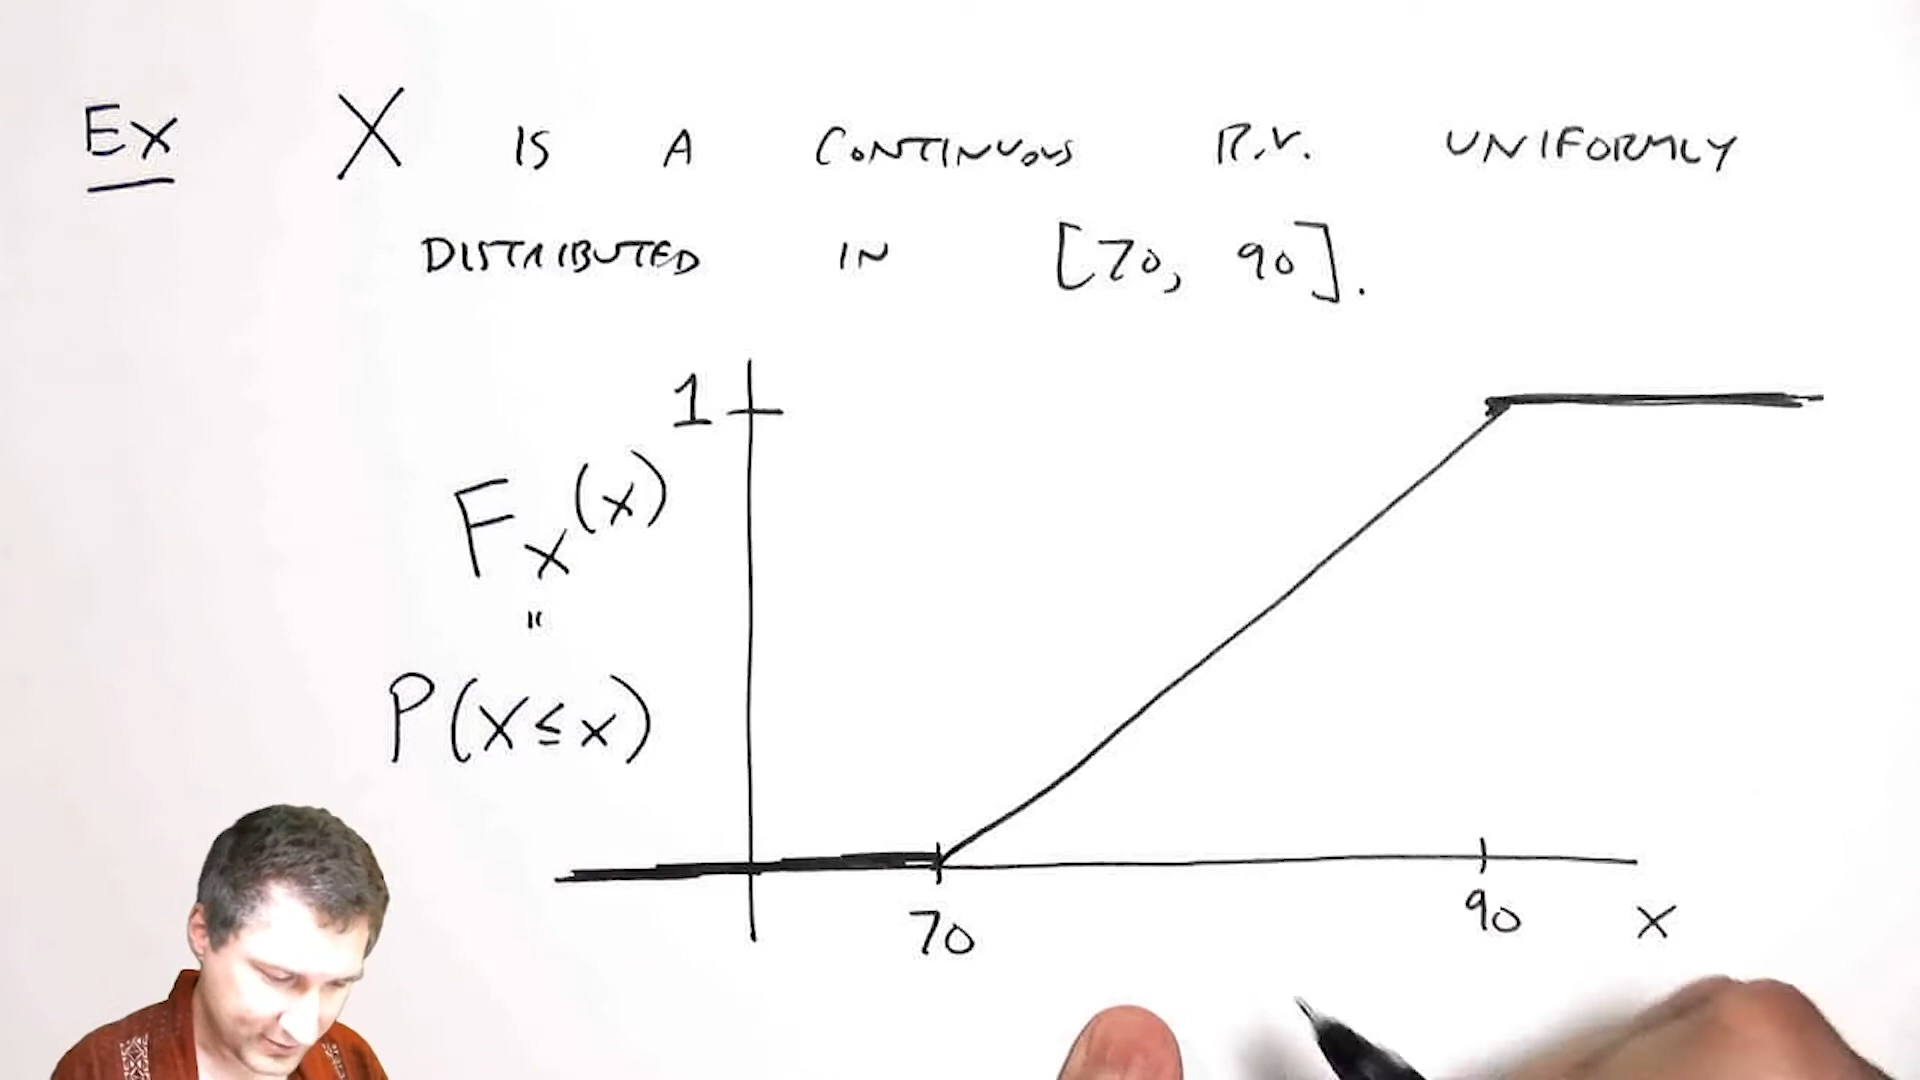 Ex X IS A CONTINUOUS R.V. UNIFORMLY
DISTRIBUTED IN [70, 90].
1
F_X(x)
=
P(X≤x)
70
90
x